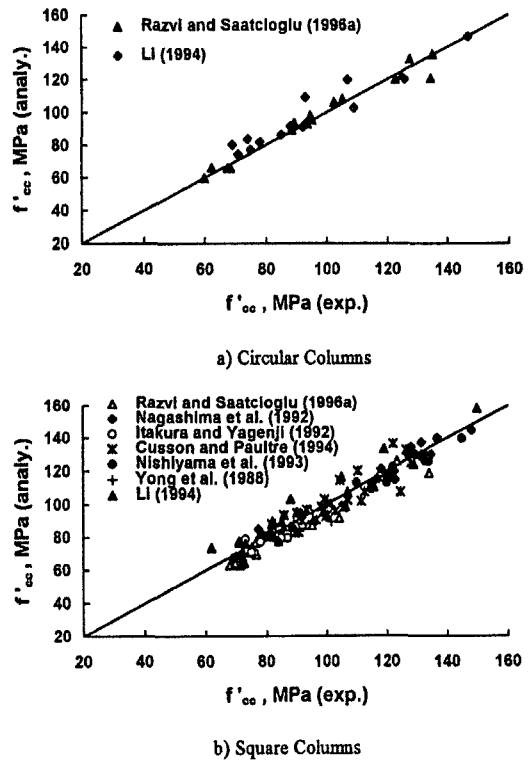 160
140
120
100
80
60
40
20
f'cc, MPa (analy.)
▲ Razvi and Saatcioglu (1996a)
◆ Li (1994)
20 40 60 80 100 120 140 160
f'cc, MPa (exp.)
a) Circular Columns
160
140
120
100
80
60
40
20
f'cc, MPa (analy.)
△ Razvi and Saatcioglu (1996a)
◆ Nagashima et al. (1992)
○ Itakura and Yagenji (1992)
Cusson and Paultre (1994)
● Nishiyama et al. (1993)
+ Yong et al. (1988)
▲ Li (1994)
20 40 60 80 100 120 140 160
f'cc, MPa (exp.)
b) Square Columns